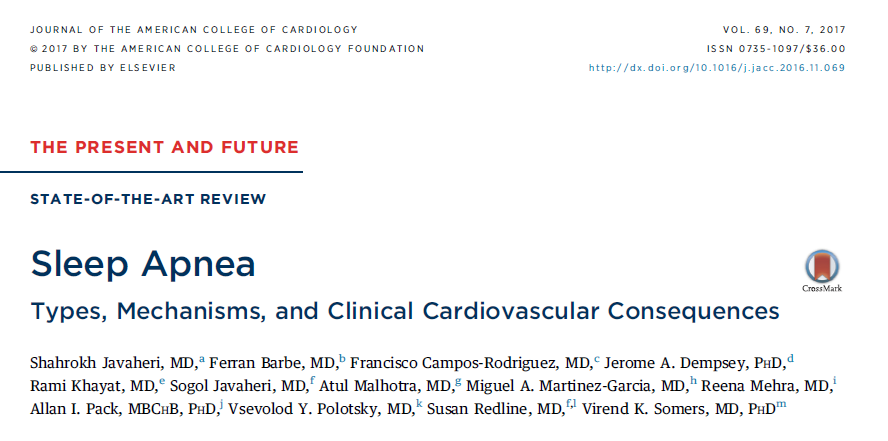 JOURNAL OF THE AMERICAN COLLEGE OF CARDIOLOGY
© 2017 BY THE AMERICAN COLLEGE OF CARDIOLOGY FOUNDATION
PUBLISHED BY ELSEVIER
VOL. 69, NO. 7, 2017
ISSN 0735-1097/$36.00
http://dx.doi.org/10.1016/j.jacc.2016.11.069
THE PRESENT AND FUTURE
STATE-OF-THE-ART REVIEW
Sleep Apnea
CrossMark
Types, Mechanisms, and Clinical Cardiovascular Consequences
Shahrokh Javaheri, MD,a Ferran Barbe, MD,b Francisco Campos-Rodriguez, MD,c Jerome A. Dempsey, PHD,d
Rami Khayat, MD,e Sogol Javaheri, MD,f Atul Malhotra, MD,g Miguel A. Martinez-Garcia, MD,h Reena Mehra, MD,i
Allan I. Pack, MBCHB, PHD,j Vsevolod Y. Polotsky, MD,k Susan Redline, MD,f,l Virend K. Somers, MD, PHDm